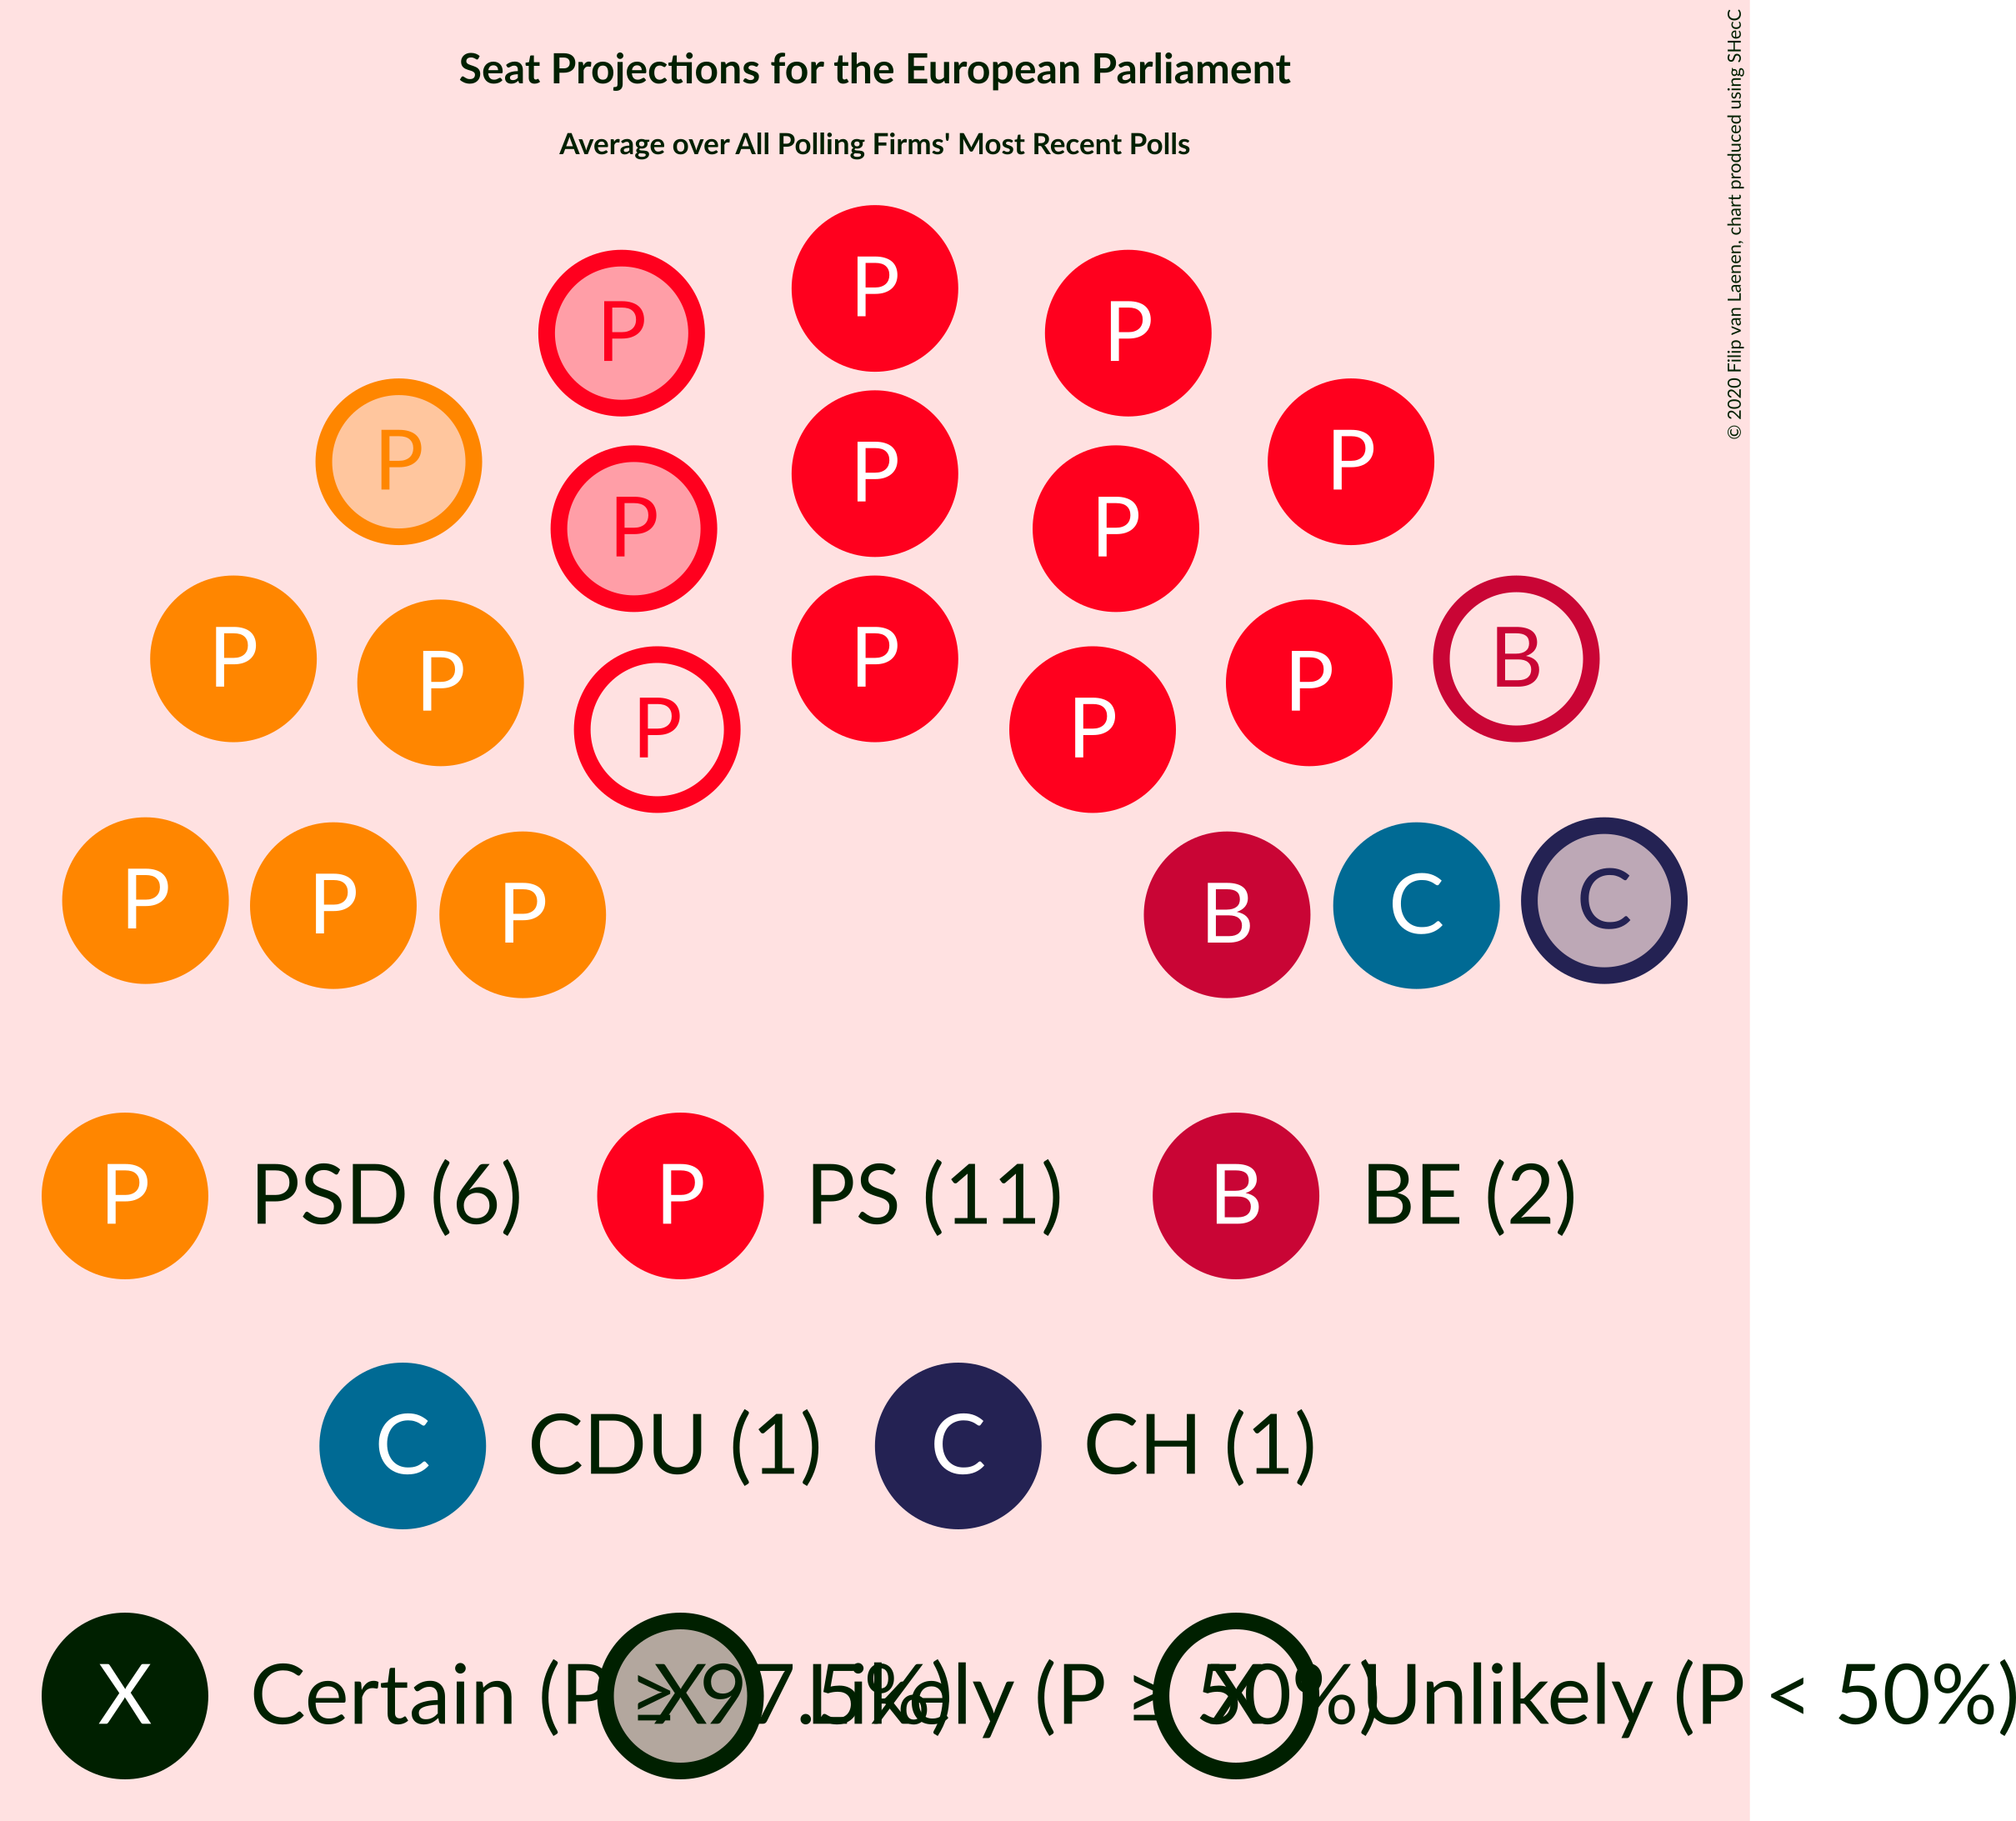 Seat Projections for the European Parliament
Average over All Polling Firms' Most Recent Polls
© 2020 Filip van Laenen, chart produced using SHecC
P
P
P
P
P
P
P
P
P
P
P
P
P
P
B
P
P
P
P
B
C
C
P PSD (6) P PS (11) B BE (2)
C CDU (1) C CH (1)
X Certain (P ≥ 97.5%) X Likely (P ≥ 50%) X Unlikely (P < 50%)